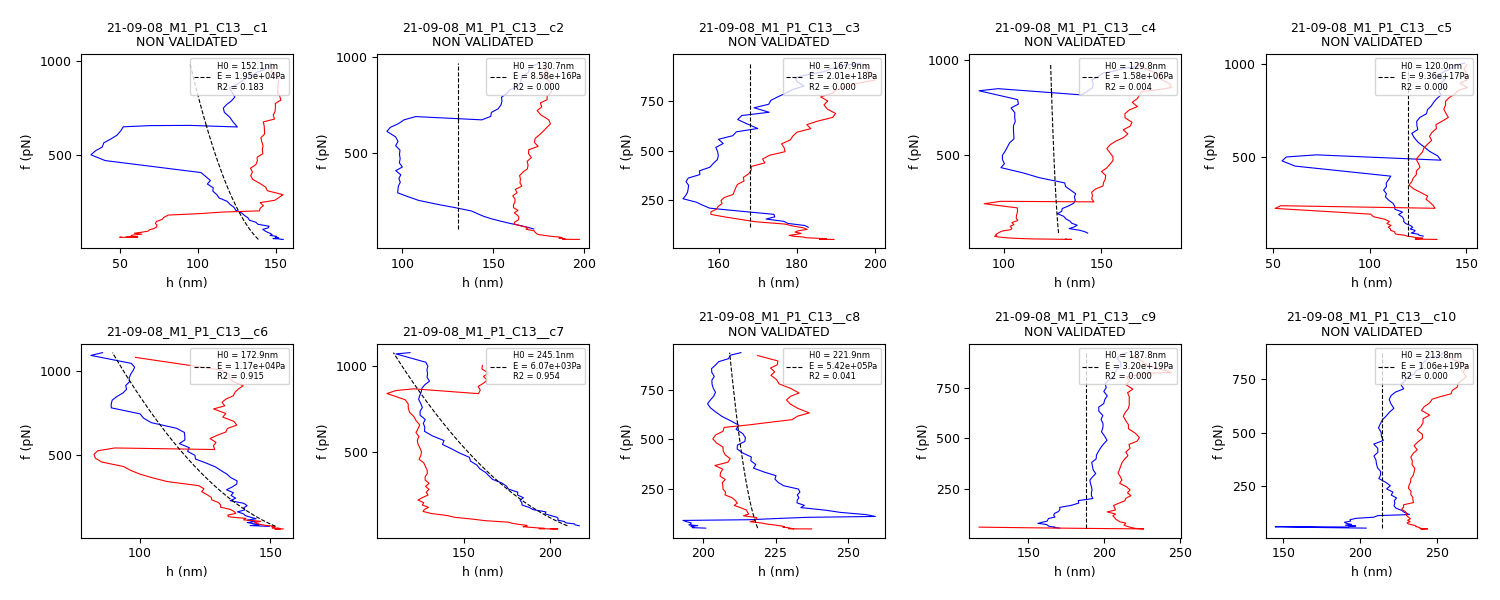 21-09-08_M1_P1_C13__c1
NON VALIDATED
H0 = 152.1nm
E = 1.95e+04Pa
R2 = 0.183
f (pN)
1000
500
50
100
150
h (nm)
21-09-08_M1_P1_C13__c2
NON VALIDATED
H0 = 130.7nm
E = 8.58e+16Pa
R2 = 0.000
f (pN)
1000
500
100
150
200
h (nm)
21-09-08_M1_P1_C13__c3
NON VALIDATED
H0 = 167.9nm
E = 2.01e+18Pa
R2 = 0.000
f (pN)
750
500
250
160
180
200
h (nm)
21-09-08_M1_P1_C13__c4
NON VALIDATED
H0 = 129.8nm
E = 1.58e+06Pa
R2 = 0.004
f (pN)
1000
500
100
150
h (nm)
21-09-08_M1_P1_C13__c5
NON VALIDATED
H0 = 120.0nm
E = 9.36e+17Pa
R2 = 0.000
f (pN)
1000
500
50
100
150
h (nm)
21-09-08_M1_P1_C13__c6
H0 = 172.9nm
E = 1.17e+04Pa
R2 = 0.915
f (pN)
1000
500
100
150
h (nm)
21-09-08_M1_P1_C13__c7
H0 = 245.1nm
E = 6.07e+03Pa
R2 = 0.954
f (pN)
1000
500
150
200
h (nm)
21-09-08_M1_P1_C13__c8
NON VALIDATED
H0 = 221.9nm
E = 5.42e+05Pa
R2 = 0.041
f (pN)
750
500
250
200
225
250
h (nm)
21-09-08_M1_P1_C13__c9
NON VALIDATED
H0 = 187.8nm
E = 3.20e+19Pa
R2 = 0.000
f (pN)
750
500
250
150
200
250
h (nm)
21-09-08_M1_P1_C13__c10
NON VALIDATED
H0 = 213.8nm
E = 1.06e+19Pa
R2 = 0.000
f (pN)
750
500
250
150
200
250
h (nm)